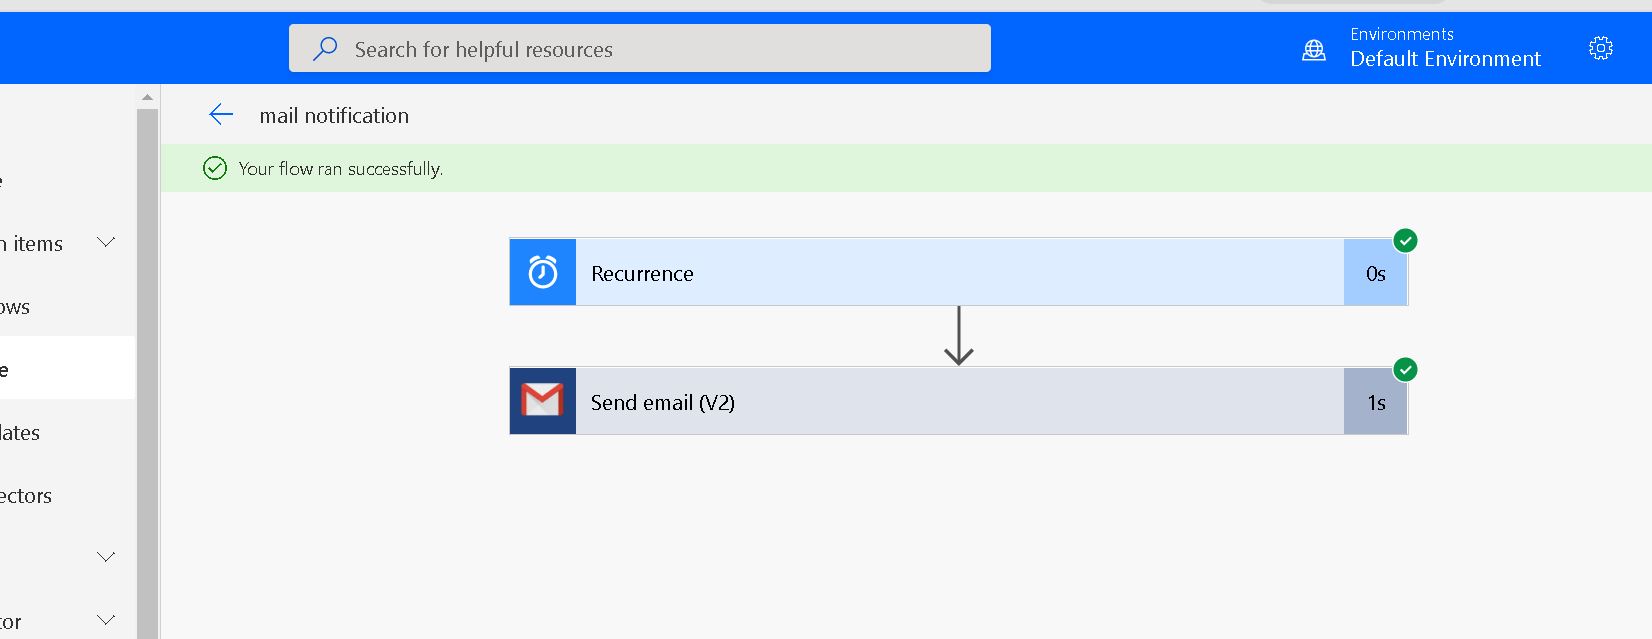 Search for helpful resources
Environments
Default Environment
mail notification
Your flow ran successfully.
e
n items
ows
e
lates
ectors
tor
Recurrence
0s
Send email (V2)
1s